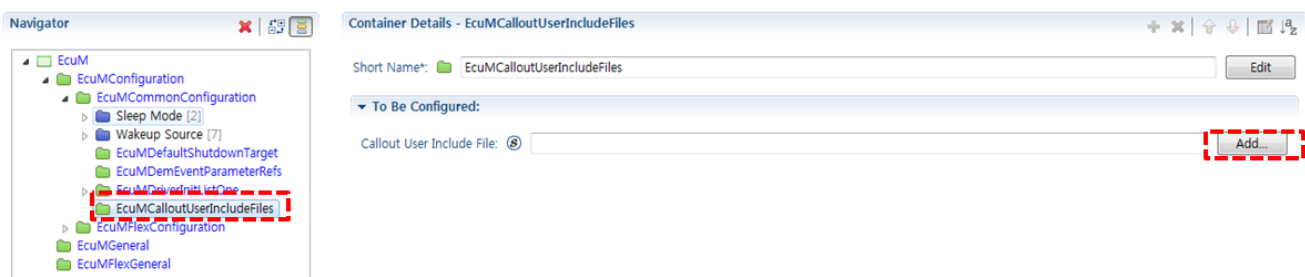 Navigator
EcuM
EcuMConfiguration
EcuMCommonConfiguration
Sleep Mode [2]
Wakeup Source [7]
EcuMDefaultShutdownTarget
EcuMDemEventParameterRefs
EcuMDriverInitListOne
EcuMCalloutUserIncludeFiles
EcuMFlexConfiguration
EcuMGeneral
EcuMFlexGeneral
Container Details - EcuMCalloutUserIncludeFiles
Short Name*: EcuMCalloutUserIncludeFiles Edit
To Be Configured:
Callout User Include File: S Add...